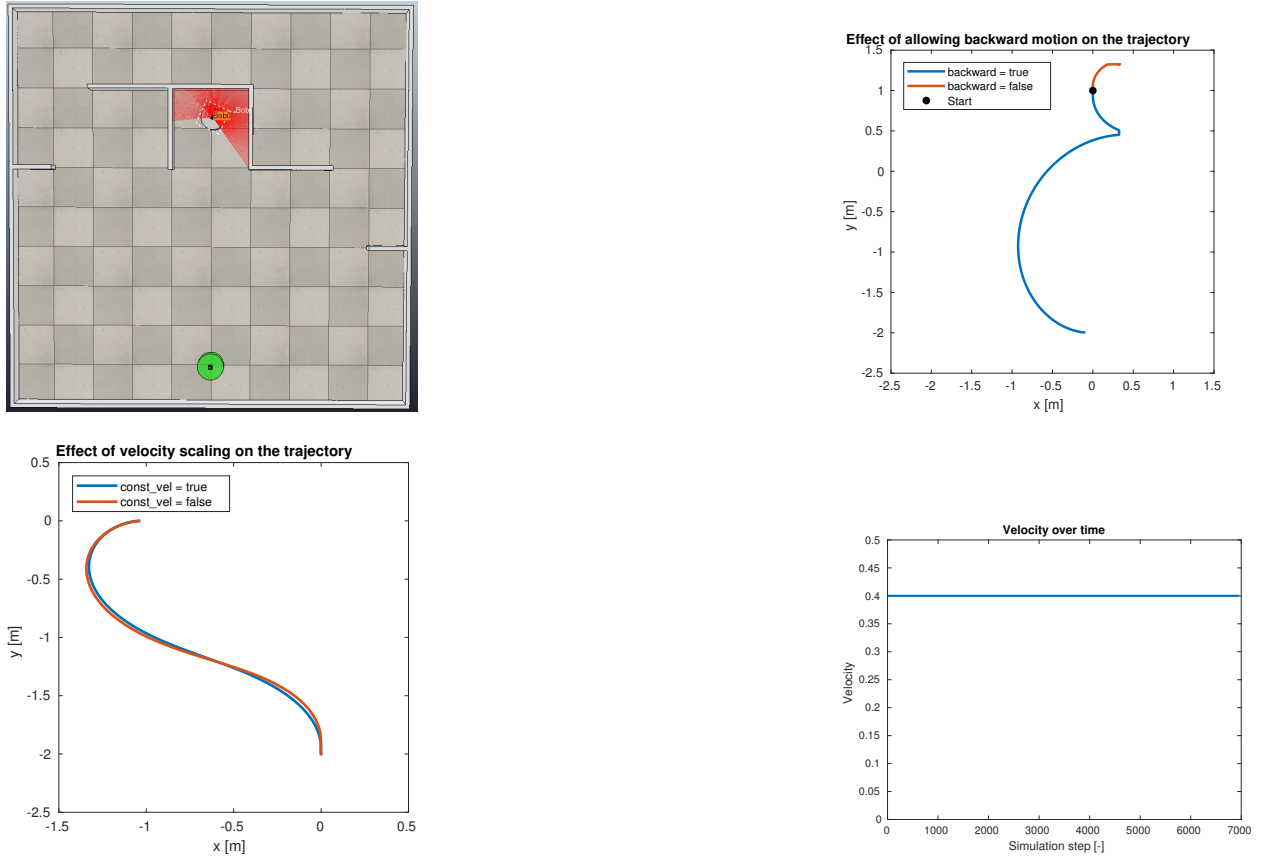 Bob
Bob0
Effect of allowing backward motion on the trajectory
1.5
1
0.5
0
-0.5
-1
-1.5
-2
-2.5
y [m]
backward = true
backward = false
Start
-2.5 -2 -1.5 -1 -0.5 0 0.5 1 1.5
x [m]
Effect of velocity scaling on the trajectory
0.5
0
-0.5
-1
-1.5
-2
-2.5
y [m]
const_vel = true
const_vel = false
-1.5 -1 -0.5 0 0.5
x [m]
Velocity over time
0.5
0.45
0.4
0.35
0.3
0.25
0.2
0.15
0.1
0.05
0
Velocity
0 1000 2000 3000 4000 5000 6000 7000
Simulation step [-]